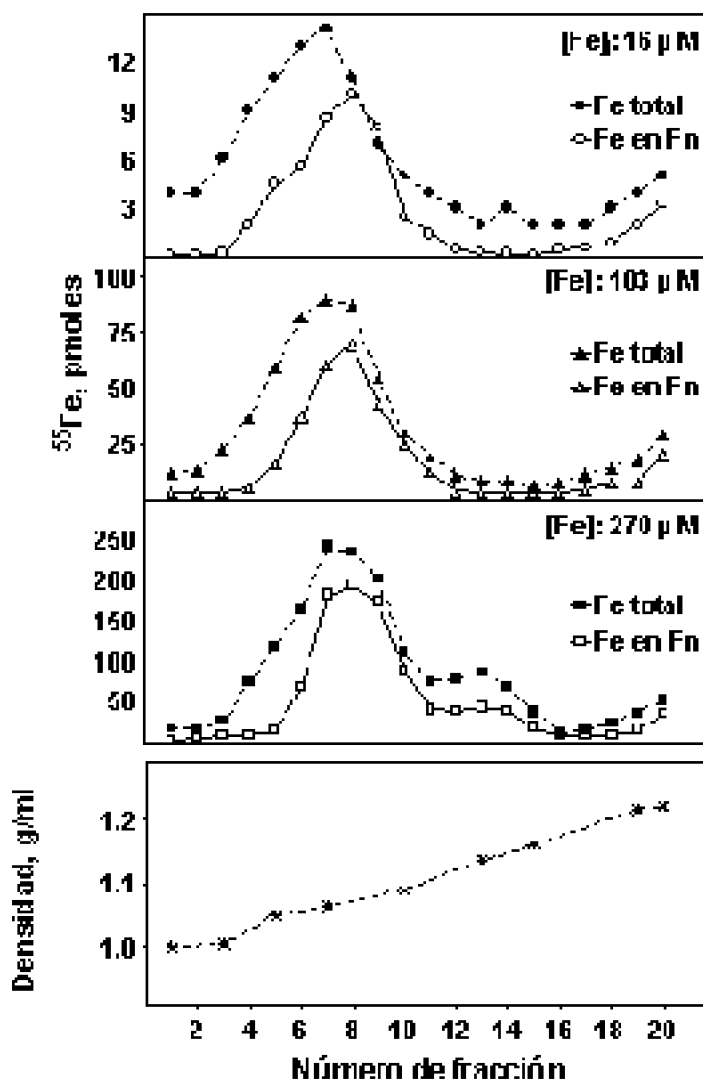 [Fe]: 16 µM
Fe total
Fe en Fn
12
9
6
3
[Fe]: 103 µM
Fe total
Fe en Fn
100
75
50
25
55Fe, pmoles
[Fe]: 270 µM
Fe total
Fe en Fn
250
200
150
100
50
1.2
1.1
1.0
Densidad, g/ml
2 4 6 8 10 12 14 16 18 20
Número de fracción